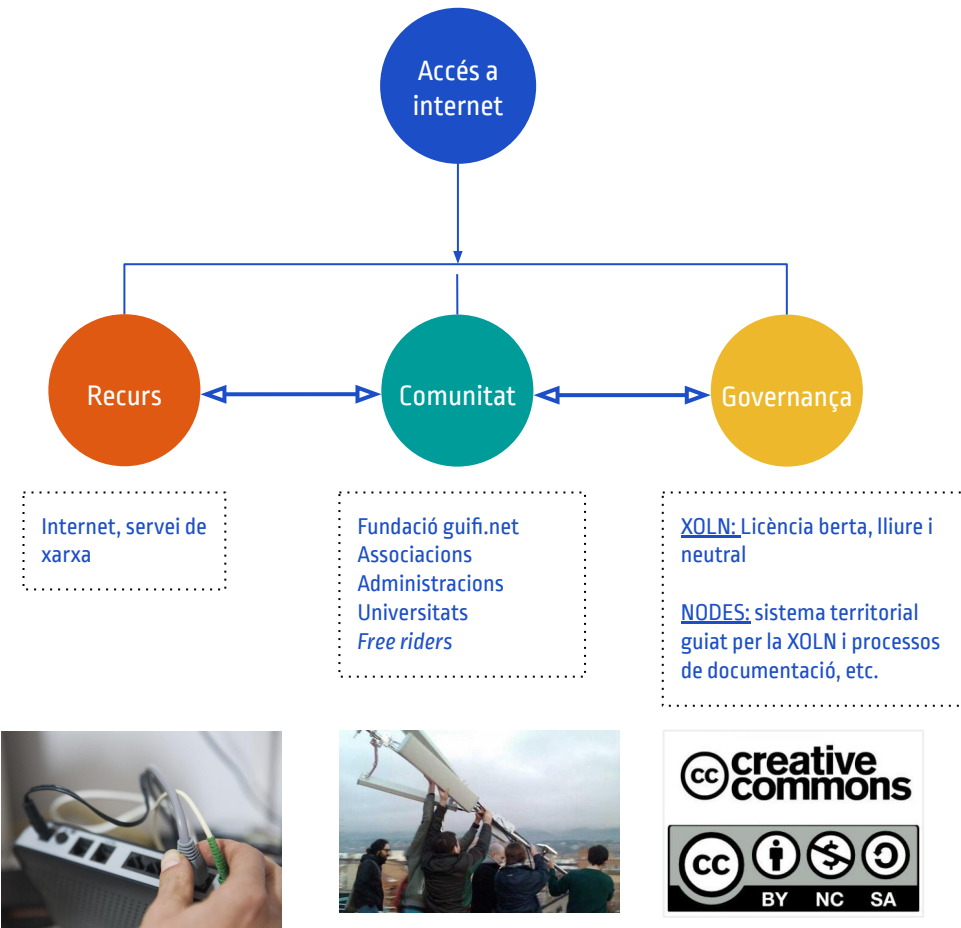 Accés a
internet
Recurs
Comunitat
Governança
Internet, servei de
xarxa
Fundació guifi.net
Associacions
Administracions
Universitats
Free riders
XOLN: Licència berta, lliure i
neutral
NODES: sistema territorial
guiat per la XOLN i processos
de documentació, etc.
cc creative
commons
cc
BY NC SA